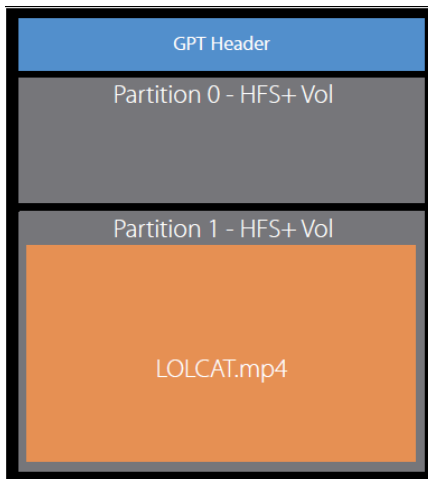 GPT Header
Partition 0 - HFS+ Vol
Partition 1 - HFS+ Vol
LOLCAT.mp4